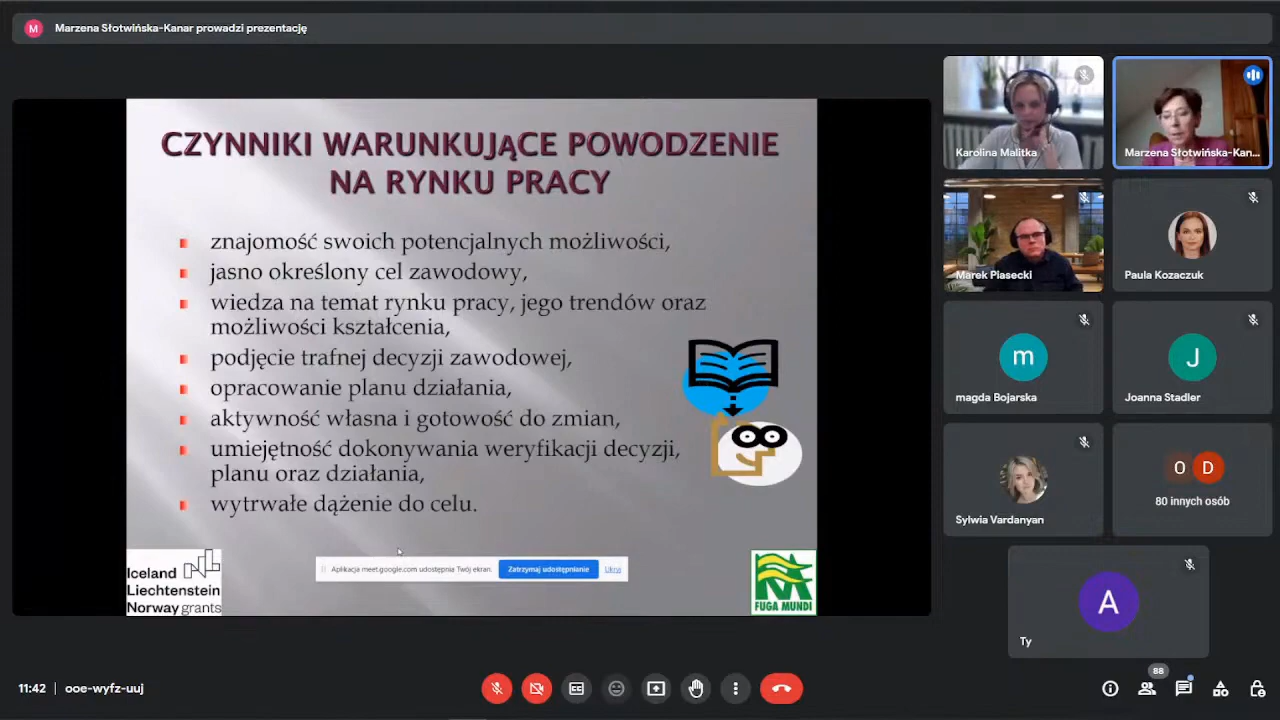 M
Marzena Słotwińska-Kanar prowadzi prezentację
CZYNNIKI WARUNKUJĄCE POWODZENIE
NA RYNKU PRACY
znajomość swoich potencjalnych możliwości,
jasno określony cel zawodowy,
wiedza na temat rynku pracy, jego trendów oraz
możliwości kształcenia,
podjęcie trafnej decyzji zawodowej,
opracowanie planu działania,
aktywność własna i gotowość do zmian,
umiejętność dokonywania weryfikacji decyzji,
planu oraz działania,
wytrwałe dążenie do celu.
Iceland
Liechtenstein
Norway grants
Aplikacja meet.google.com udostępnia Twój ekran.
Zatrzymaj udostępnianie
Ukryj
FUGA MUNDI
Karolina Malitka
Marzena Słotwińska-Kan...
Marek Piasecki
Paula Kozaczuk
m
magda Bojarska
J
Joanna Stadler
Sylwia Vardanyan
O D
80 innych osób
A
Ty
11:42 | ooe-wyfz-uuj
88